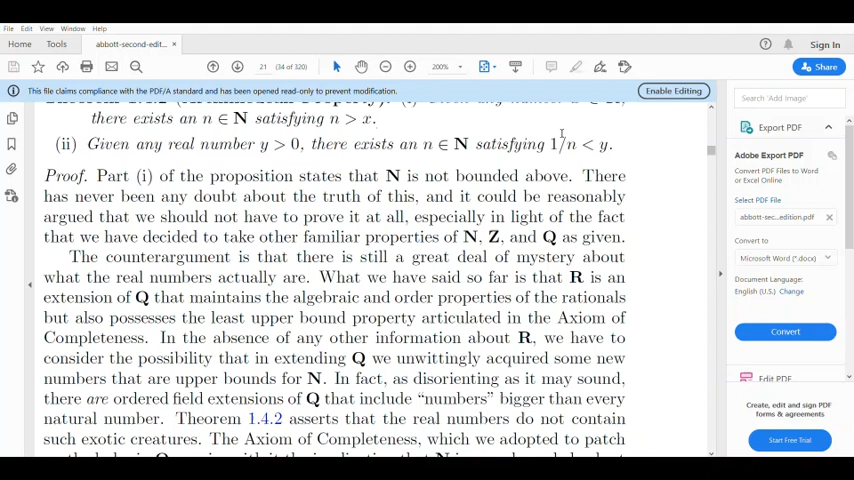 File Edit View Window Help
Home Tools abbott-second-edit... × Sign In
21 (34 of 320) 200% Share
This file claims compliance with the PDF/A standard and has been opened read-only to prevent modification. Enable Editing
there exists an n ∈ N satisfying n > x.
(ii) Given any real number y > 0, there exists an n ∈ N satisfying 1/n < y.
Proof. Part (i) of the proposition states that N is not bounded above. There
has never been any doubt about the truth of this, and it could be reasonably
argued that we should not have to prove it at all, especially in light of the fact
that we have decided to take other familiar properties of N, Z, and Q as given.
The counterargument is that there is still a great deal of mystery about
what the real numbers actually are. What we have said so far is that R is an
extension of Q that maintains the algebraic and order properties of the rationals
but also possesses the least upper bound property articulated in the Axiom of
Completeness. In the absence of any other information about R, we have to
consider the possibility that in extending Q we unwittingly acquired some new
numbers that are upper bounds for N. In fact, as disorienting as it may sound,
there are ordered field extensions of Q that include “numbers” bigger than every
natural number. Theorem 1.4.2 asserts that the real numbers do not contain
such exotic creatures. The Axiom of Completeness, which we adopted to patch
Search 'Add Image'
Export PDF
Adobe Export PDF
Convert PDF Files to Word
or Excel Online
Select PDF File
abbott-sec...edition.pdf ×
Convert to
Microsoft Word (*.docx)
Document Language:
English (U.S.) Change
Convert
Edit PDF
Create, edit and sign PDF
forms & agreements
Start Free Trial